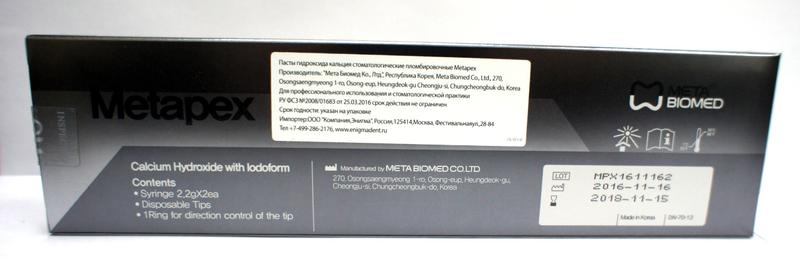 Пасты гидроксида кальция стоматологические пломбировочные Metapex
Производитель: "Мета Биомед Ко., Лтд", Республика Корея, Meta Biomed Co., Ltd., 270,
Osongsaengmyeong 1-ro, Osong-eup, Heungdeok-gu Cheongju-si, Chungcheongbuk-do, Korea
Для профессионального использования и стоматологической практики
РУ ФСЗ №2008/01683 от 25.03.2016 срок действия не ограничен
Срок годности: указан на упаковке
Импортер:ООО"Компания,Энигма", Россия,125414,Москва, Фестивальнаяул.,28-84
Тел +7-499-286-2176, www.enigmadent.ru
Metapex
META
BIOMED
INSPE
Calcium Hydroxide with Iodoform
Contents
• Syringe 2,2gX2ea
• Disposable Tips
• 1Ring for direction control of the tip
Manufactured by META BIOMED CO.,LTD
270, Osongsaengmyeong 1-ro, Osong-eup, Heungdeok-gu,
Cheongju-si, Chungcheongbuk-do, Korea
LOT MPX1611162
2016-11-16
2018-11-15
Made in Korea
DN-70-13